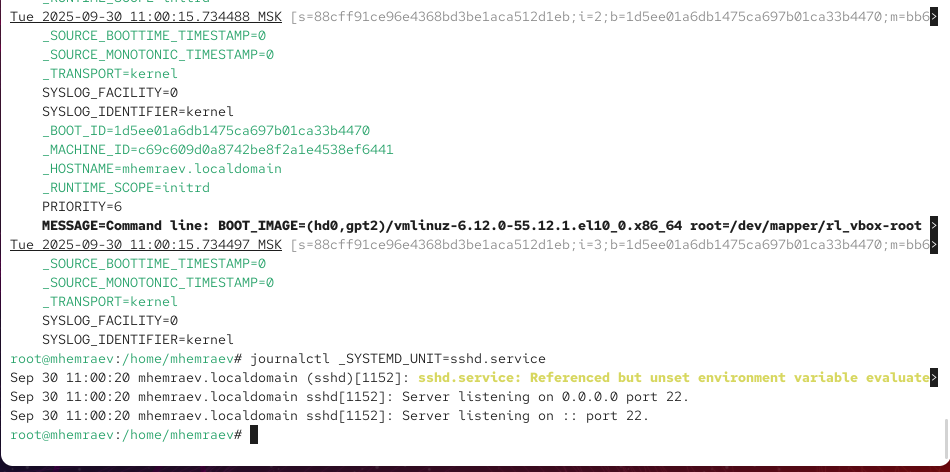 Tue 2025-09-30 11:00:15.734488 MSK [s=88cff91ce96e4368bd3be1aca512d1eb;i=2;b=1d5ee01a6db1475ca697b01ca33b4470;m=bb6>
_SOURCE_BOOTTIME_TIMESTAMP=0
_SOURCE_MONOTONIC_TIMESTAMP=0
_TRANSPORT=kernel
SYSLOG_FACILITY=0
SYSLOG_IDENTIFIER=kernel
_BOOT_ID=1d5ee01a6db1475ca697b01ca33b4470
_MACHINE_ID=c69c609d0a8742be8f2a1e4538ef6441
_HOSTNAME=mhemraev.localdomain
_RUNTIME_SCOPE=initrd
PRIORITY=6
MESSAGE=Command line: BOOT_IMAGE=(hd0,gpt2)/vmlinuz-6.12.0-55.12.1.el10_0.x86_64 root=/dev/mapper/rl_vbox-root >
Tue 2025-09-30 11:00:15.734497 MSK [s=88cff91ce96e4368bd3be1aca512d1eb;i=3;b=1d5ee01a6db1475ca697b01ca33b4470;m=bb6>
_SOURCE_BOOTTIME_TIMESTAMP=0
_SOURCE_MONOTONIC_TIMESTAMP=0
_TRANSPORT=kernel
SYSLOG_FACILITY=0
SYSLOG_IDENTIFIER=kernel
root@mhemraev:/home/mhemraev# journalctl _SYSTEMD_UNIT=sshd.service
Sep 30 11:00:20 mhemraev.localdomain (sshd)[1152]: sshd.service: Referenced but unset environment variable evaluate>
Sep 30 11:00:20 mhemraev.localdomain sshd[1152]: Server listening on 0.0.0.0 port 22.
Sep 30 11:00:20 mhemraev.localdomain sshd[1152]: Server listening on :: port 22.
root@mhemraev:/home/mhemraev#